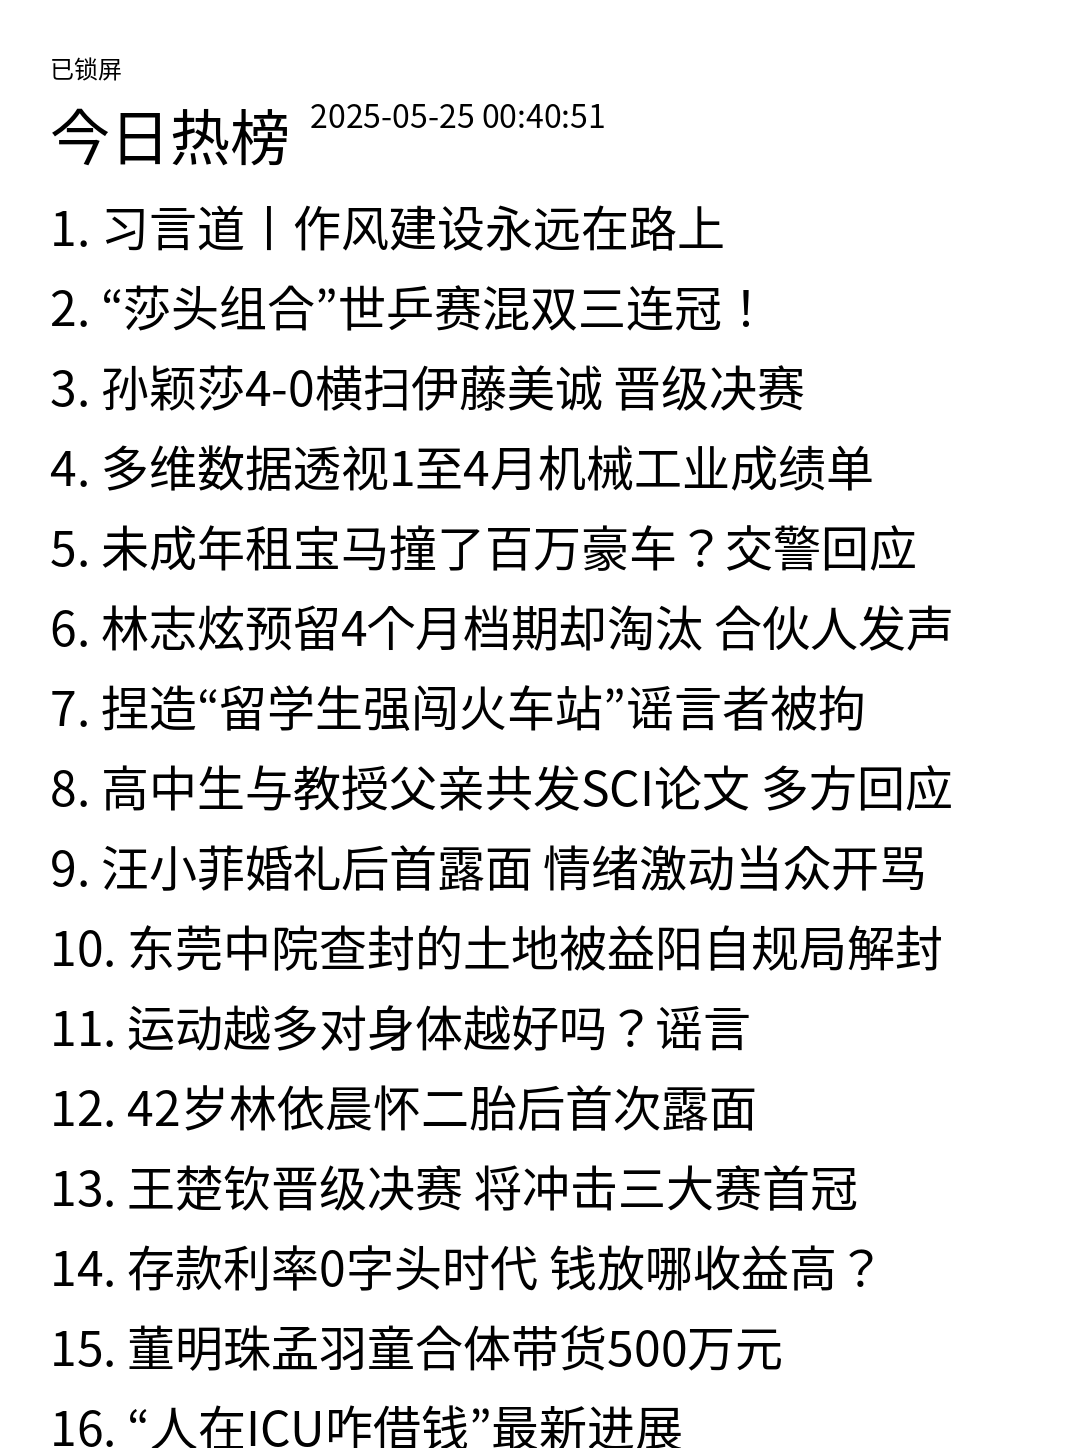 已锁屏
今日热榜 2025-05-25 00:40:51
1. 习言道丨作风建设永远在路上
2. “莎头组合”世乒赛混双三连冠！
3. 孙颖莎4-0横扫伊藤美诚 晋级决赛
4. 多维数据透视1至4月机械工业成绩单
5. 未成年租宝马撞了百万豪车？交警回应
6. 林志炫预留4个月档期却淘汰 合伙人发声
7. 捏造“留学生强闯火车站”谣言者被拘
8. 高中生与教授父亲共发SCI论文 多方回应
9. 汪小菲婚礼后首露面 情绪激动当众开骂
10. 东莞中院查封的土地被益阳自规局解封
11. 运动越多对身体越好吗？谣言
12. 42岁林依晨怀二胎后首次露面
13. 王楚钦晋级决赛 将冲击三大赛首冠
14. 存款利率0字头时代 钱放哪收益高？
15. 董明珠孟羽童合体带货500万元
16. “人在ICU咋借钱”最新进展